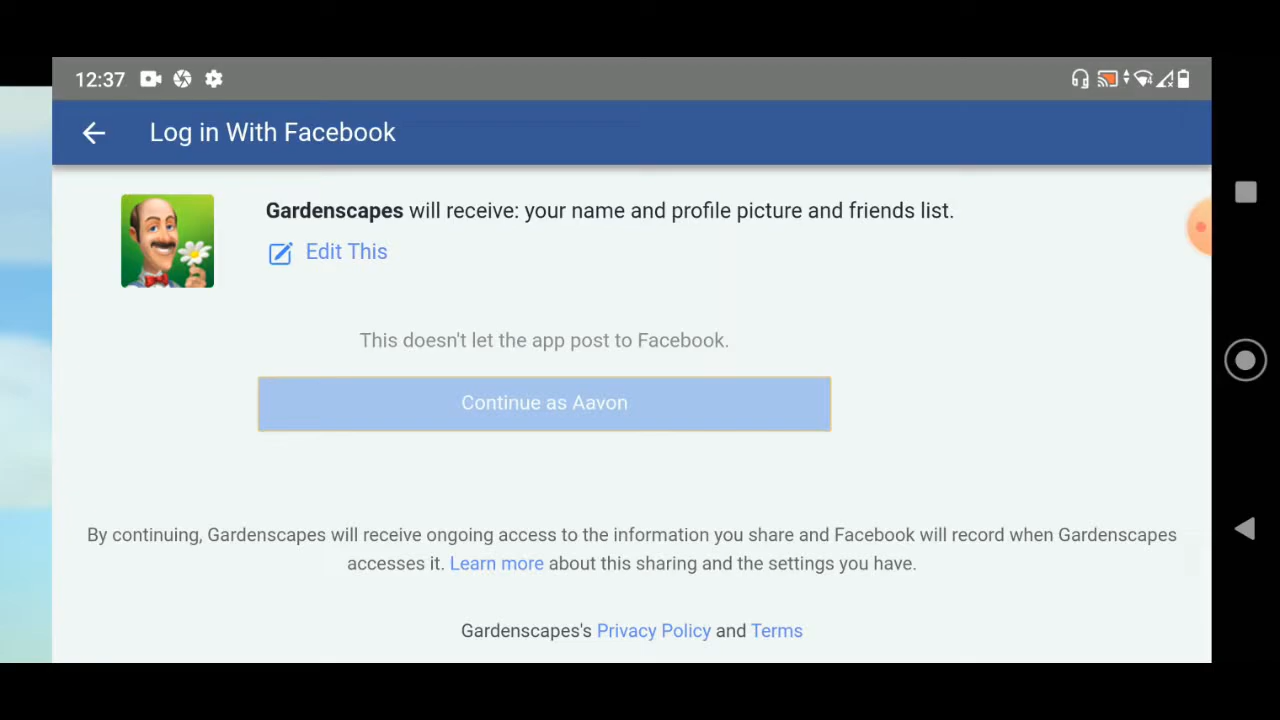 12:37
Log in With Facebook
Gardenscapes will receive: your name and profile picture and friends list.
Edit This
This doesn't let the app post to Facebook.
Continue as Aavon
By continuing, Gardenscapes will receive ongoing access to the information you share and Facebook will record when Gardenscapes
accesses it. Learn more about this sharing and the settings you have.
Gardenscapes's Privacy Policy and Terms